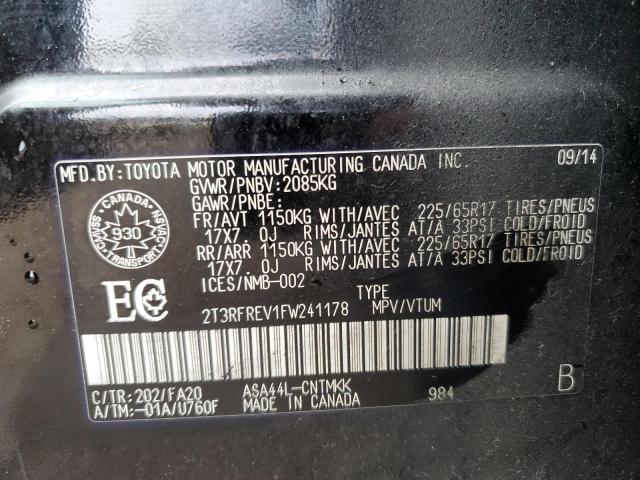 MFD.BY:TOYOTA MOTOR MANUFACTURING CANADA INC. 09/14
GVWR/PNBV:2085KG
GAWR/PNBE:
FR/AVT 1150KG WITH/AVEC 225/65R17 TIRES/PNEUS
17X7.0J RIMS/JANTES AT/A 33PSI COLD/FROID
RR/ARR 1150KG WITH/AVEC 225/65R17 TIRES/PNEUS
17X7.0J RIMS/JANTES AT/A 33PSI COLD/FROID
ICES/NMB-002
CANADA
CMVSS
930
NSVAC
TRANSPORT
EC
TYPE
2T3RFREV1FW241178 MPV/VTUM
C/TR:202/FA20 ASA44L-CNTMKK 984 B
A/TM:-01A/U760F MADE IN CANADA